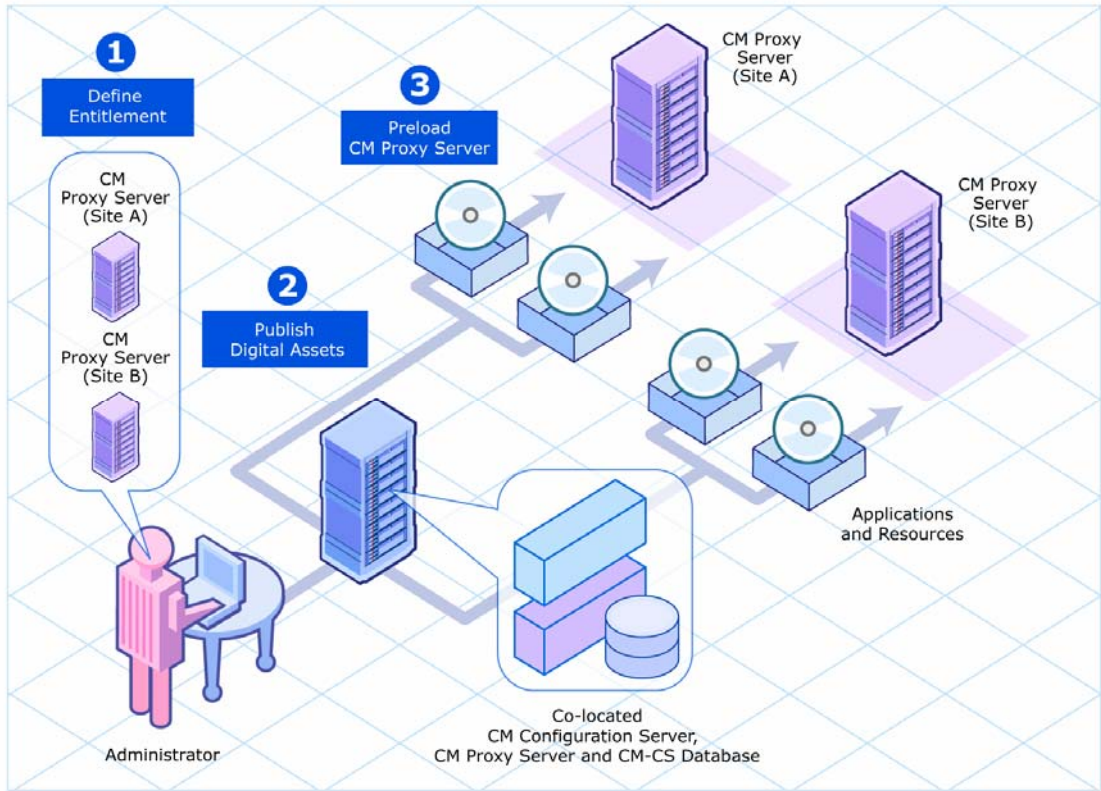 1
Define
Entitlement
CM
Proxy Server
(Site A)
CM
Proxy Server
(Site B)
2
Publish
Digital Assets
3
Preload
CM Proxy Server
CM Proxy
Server
(Site A)
CM Proxy
Server
(Site B)
Applications
and Resources
Co-located
CM Configuration Server,
CM Proxy Server and CM-CS Database
Administrator